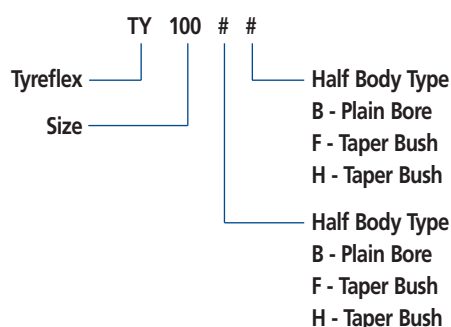 TY 100 # #
Tyreflex
Size
Half Body Type
B - Plain Bore
F - Taper Bush
H - Taper Bush
Half Body Type
B - Plain Bore
F - Taper Bush
H - Taper Bush